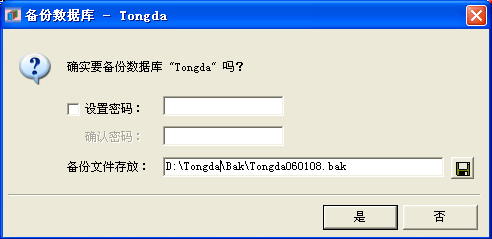 备份数据库 - Tongda
确实要备份数据库 "Tongda" 吗?
设置密码：
确认密码：
备份文件存放： D:\Tongda\Bak\Tongda060108.bak
是 否